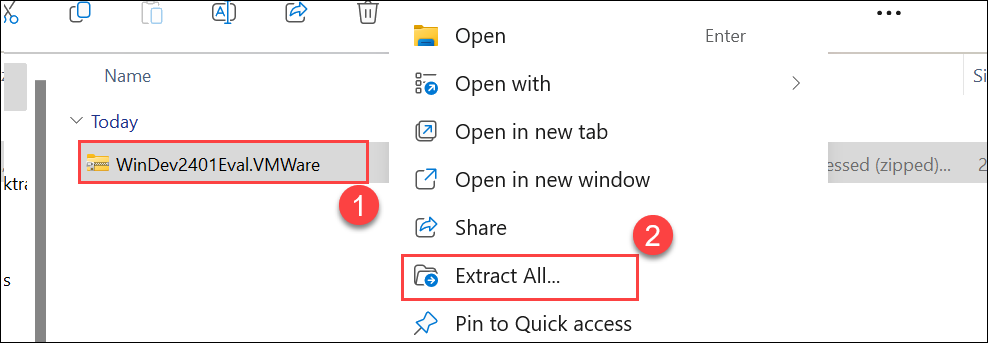 Open Enter
Name
Si
Open with
Today
Open in new tab
WinDev2401Eval.VMWare
essed (zipped)... 2
Open in new window
ktra
1
Share
2
Extract All...
s
Pin to Quick access